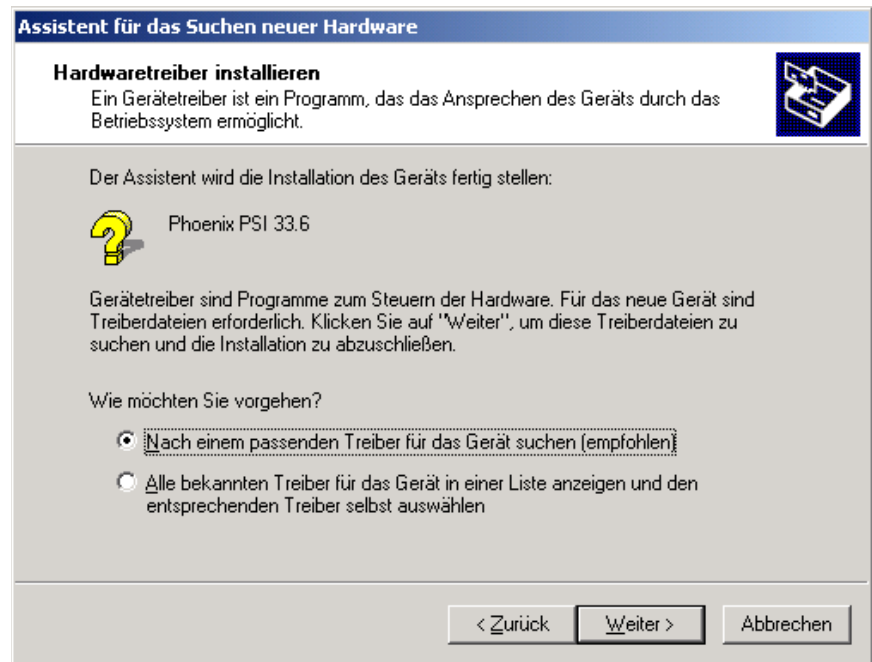 Assistent für das Suchen neuer Hardware
Hardwaretreiber installieren
Ein Gerätetreiber ist ein Programm, das das Ansprechen des Geräts durch das
Betriebssystem ermöglicht.
Der Assistent wird die Installation des Geräts fertig stellen:
Phoenix PSI 33.6
Gerätetreiber sind Programme zum Steuern der Hardware. Für das neue Gerät sind
Treiberdateien erforderlich. Klicken Sie auf "Weiter", um diese Treiberdateien zu
suchen und die Installation zu abzuschließen.
Wie möchten Sie vorgehen?
Nach einem passenden Treiber für das Gerät suchen (empfohlen)
Alle bekannten Treiber für das Gerät in einer Liste anzeigen und den
entsprechenden Treiber selbst auswählen
< Zurück Weiter > Abbrechen